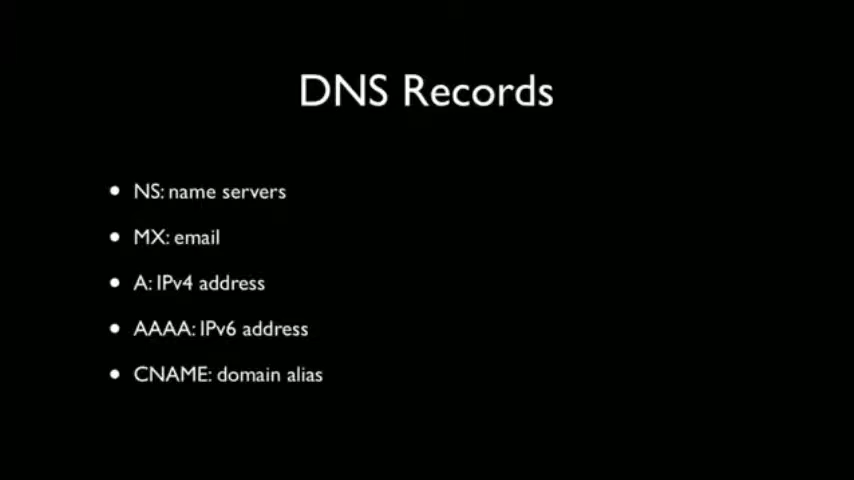 DNS Records
• NS: name servers
• MX: email
• A: IPv4 address
• AAAA: IPv6 address
• CNAME: domain alias